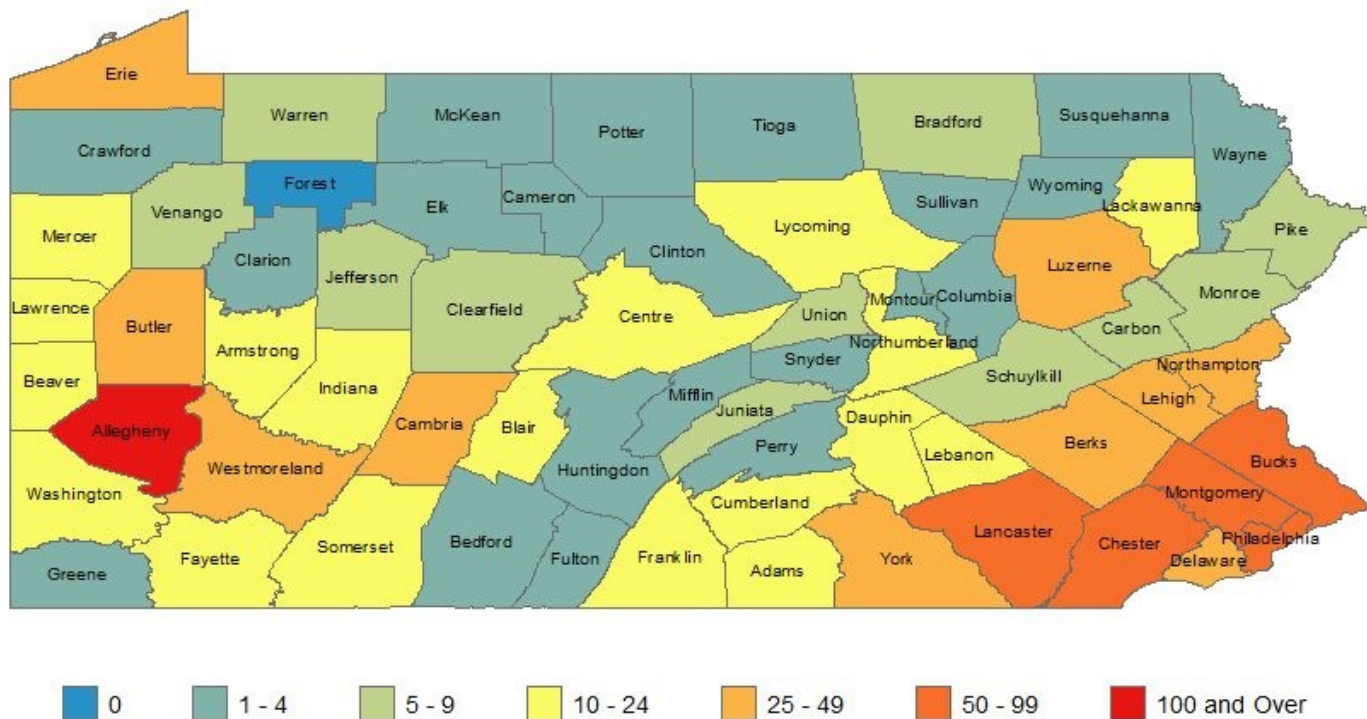 Erie
Warren
McKean
Potter
Tioga
Bradford
Susquehanna
Wayne
Crawford
Forest
Elk
Cameron
Sullivan
Wyoming
Lackawanna
Venango
Pike
Mercer
Clarion
Lycoming
Clinton
Luzerne
Jefferson
Monroe
Lawrence
Butler
Clearfield
Centre
Union
Montour
Columbia
Carbon
Armstrong
Northumberland
Snyder
Northampton
Beaver
Indiana
Schuylkill
Mifflin
Lehigh
Juniata
Dauphin
Allegheny
Cambria
Blair
Perry
Berks
Lebanon
Bucks
Westmoreland
Huntingdon
Washington
Cumberland
Montgomery
Lancaster
Philadelphia
Bedford
Somerset
Chester
Fayette
Fulton
Franklin
York
Delaware
Adams
Greene
0
1 - 4
5 - 9
10 - 24
25 - 49
50 - 99
100 and Over